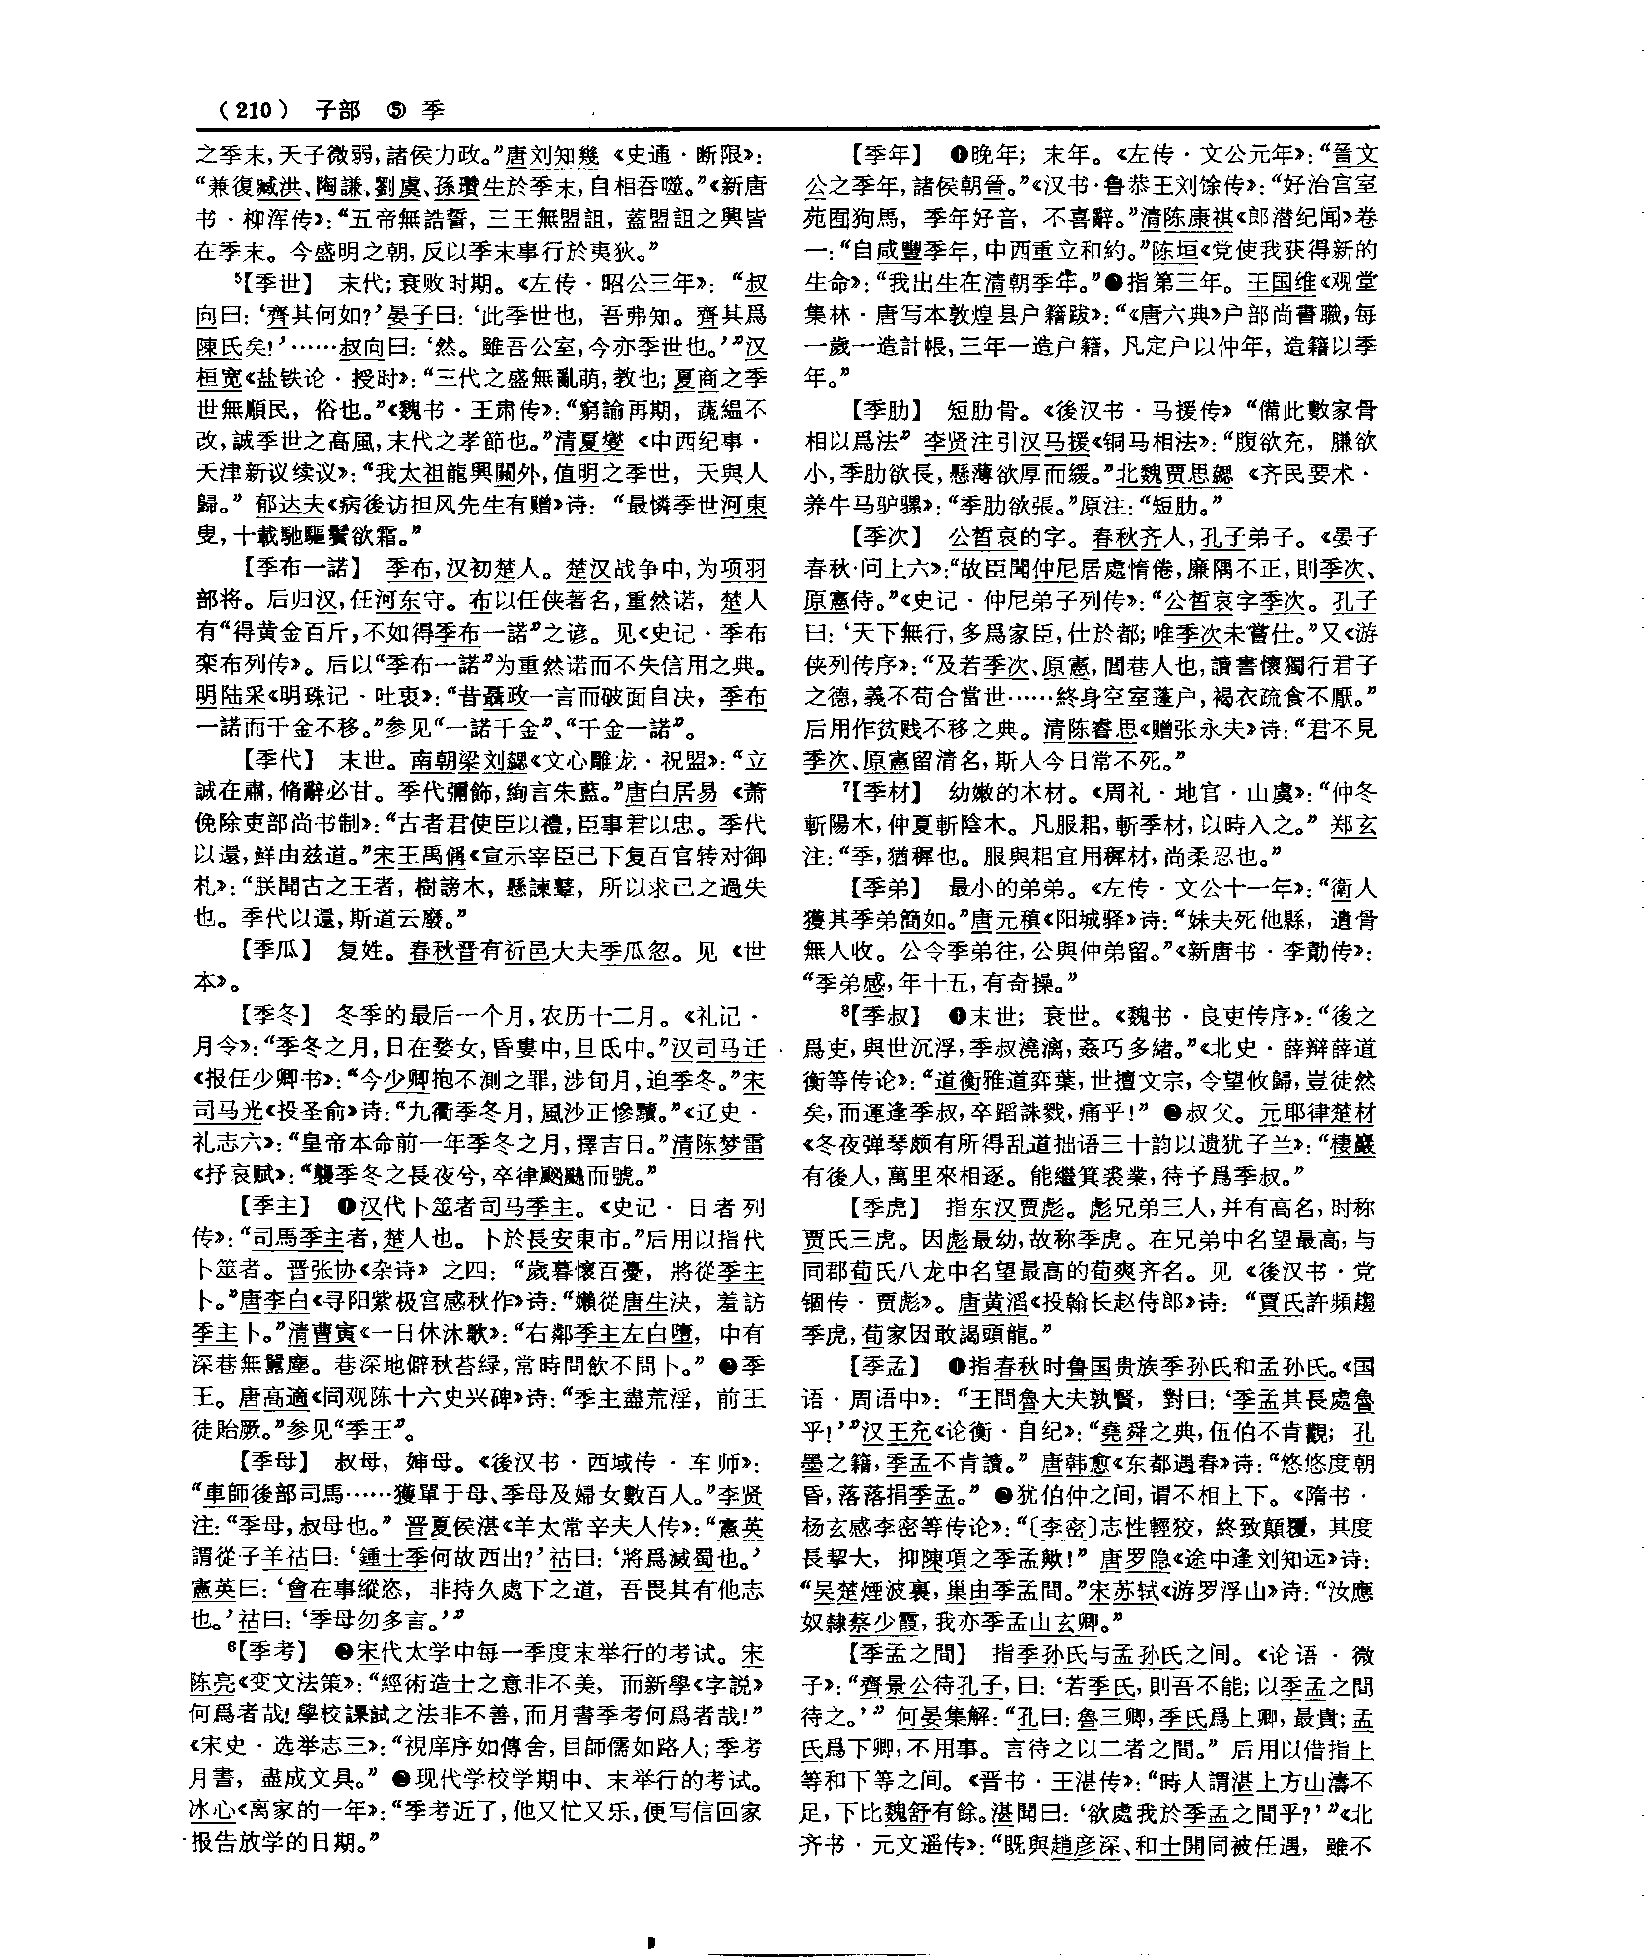 （210） 子部 ⑤ 季
之季末，天子微弱，諸侯力政。”唐刘知幾《史通·断限》：
“兼復臧洪、陶謙、劉虞、孫瓚生於季末，自相吞噬。”《新唐
书·柳浑传》：“五帝無誥誓，三王無盟詛，蓋盟詛之興皆
在季末。今盛明之朝，反以季末事行於夷狄。”
⁵【季世】 末代；衰败时期。《左传·昭公三年》：“叔
向曰：‘齊其何如？’晏子曰：‘此季世也，吾弗知。齊其爲
陳氏矣！’……叔向曰：‘然。雖吾公室，今亦季世也。’”汉
桓宽《盐铁论·授时》：“三代之盛無亂萌，教也；夏商之季
世無順民，俗也。”《魏书·王肃传》：“窮諭再期，蔬緼不
改，誠季世之高風，末代之孝節也。”清夏燮《中西纪事·
天津新议续议》：“我太祖龍興關外，值明之季世，天與人
歸。”郁达夫《病後访担风先生有赠》诗：“最憐季世河東
叟，十載馳驅鬢欲霜。”
【季布一諾】 季布，汉初楚人。楚汉战争中，为项羽
部将。后归汉，任河东守。布以任侠著名，重然诺，楚人
有“得黄金百斤，不如得季布一諾”之谚。见《史记·季布
栾布列传》。后以“季布一諾”为重然诺而不失信用之典。
明陆采《明珠记·吐衷》：“昔聶政一言而破面自决，季布
一諾而千金不移。”参见“一諾千金”、“千金一諾”。
【季代】 末世。南朝梁刘勰《文心雕龙·祝盟》：“立
誠在肅，脩辭必甘。季代彌飾，絢言朱藍。”唐白居易《萧
俛除吏部尚书制》：“古者君使臣以禮，臣事君以忠。季代
以還，鮮由兹道。”宋王禹偁《宣示宰臣已下复百官转对御
札》：“朕聞古之王者，樹謗木，懸諫鼙，所以求己之過失
也。季代以還，斯道云廢。”
【季瓜】 复姓。春秋晋有祈邑大夫季瓜忽。见《世
本》。
【季冬】 冬季的最后一个月，农历十二月。《礼记·
月令》：“季冬之月，日在婺女，昏婁中，旦氐中。”汉司马迁
《报任少卿书》：“今少卿抱不測之罪，涉旬月，迫季冬。”宋
司马光《投圣俞》诗：“九衢季冬月，風沙正慘黷。”《辽史·
礼志六》：“皇帝本命前一年季冬之月，擇吉日。”清陈梦雷
《抒哀赋》：“襲季冬之長夜兮，卒律颼颼而號。”
【季主】 ❶汉代卜筮者司马季主。《史记·日者列
传》：“司馬季主者，楚人也。卜於長安東市。”后用以指代
卜筮者。晋张协《杂诗》之四：“歲暮懷百憂，將從季主
卜。”唐李白《寻阳紫极宫感秋作》诗：“嬾從唐生決，羞訪
季主卜。”清曹寅《一日休沐歌》：“右鄰季主左白墮，中有
深巷無囂塵。巷深地僻秋苔緑，常時問飲不問卜。” ❷季
王。唐高適《同观陈十六史兴碑》诗：“季主盡荒淫，前王
徒貽厥。”参见“季王”。
【季母】 叔母，婶母。《後汉书·西域传·车师》：
“車師後部司馬……獲單于母、季母及婦女數百人。”李贤
注：“季母，叔母也。”晋夏侯湛《羊太常辛夫人传》：“憲英
謂從子羊祜曰：‘鍾士季何故西出？’祜曰：‘將爲滅蜀也。’
憲英曰：‘會在事縱恣，非持久處下之道，吾畏其有他志
也。’祜曰：‘季母勿多言。’”
⁶【季考】 ❷宋代太学中每一季度末举行的考试。宋
陈亮《变文法策》：“經術造士之意非不美，而新學《字説》
何爲者哉！學校課試之法非不善，而月書季考何爲者哉！”
《宋史·选举志三》：“視庠序如傳舍，目師儒如路人；季考
月書，盡成文具。” ❷现代学校学期中、末举行的考试。
冰心《离家的一年》：“季考近了，他又忙又乐，便写信回家
报告放学的日期。”
【季年】 ❶晚年；末年。《左传·文公元年》：“晉文
公之季年，諸侯朝晉。”《汉书·鲁恭王刘馀传》：“好治宫室
苑囿狗馬，季年好音，不喜辭。”清陈康祺《郎潜纪闻》卷
一：“自咸豐季年，中西重立和約。”陈垣《党使我获得新的
生命》：“我出生在清朝季年。”❷指第三年。王国维《观堂
集林·唐写本敦煌县户籍跋》：“《唐六典》户部尚書職，每
一歲一造計帳，三年一造户籍，凡定户以仲年，造籍以季
年。”
【季肋】 短肋骨。《後汉书·马援传》“備此數家骨
相以爲法”李贤注引汉马援《铜马相法》：“腹欲充，膁欲
小，季肋欲長，懸薄欲厚而緩。”北魏贾思勰《齐民要术·
养牛马驴骡》：“季肋欲張。”原注：“短肋。”
【季次】 公晳哀的字。春秋齐人，孔子弟子。《晏子
春秋·问上六》：“故臣聞仲尼居處惰倦，廉隅不正，則季次、
原憲侍。”《史记·仲尼弟子列传》：“公晳哀字季次。孔子
曰：‘天下無行，多爲家臣，仕於都；唯季次未嘗仕。”又《游
侠列传序》：“及若季次、原憲，閭巷人也，讀書懷獨行君子
之德，義不苟合當世……終身空室蓬户，褐衣疏食不厭。”
后用作贫贱不移之典。清陈睿思《赠张永夫》诗：“君不見
季次、原憲留清名，斯人今日常不死。”
⁷【季材】 幼嫩的木材。《周礼·地官·山虞》：“仲冬
斬陽木，仲夏斬陰木。凡服耜，斬季材，以時入之。”郑玄
注：“季，猶穉也。服與耜宜用穉材，尚柔忍也。”
【季弟】 最小的弟弟。《左传·文公十一年》：“衛人
獲其季弟簡如。”唐元稹《阳城驿》诗：“妹夫死他縣，遺骨
無人收。公令季弟往，公與仲弟留。”《新唐书·李勣传》：
“季弟感，年十五，有奇操。”
⁸【季叔】 ❶末世；衰世。《魏书·良吏传序》：“後之
爲吏，與世沉浮，季叔澆漓，姦巧多緒。”《北史·薛辩薛道
衡等传论》：“道衡雅道弈葉，世擅文宗，令望攸歸，豈徒然
矣，而運逢季叔，卒蹈誅戮，痛乎！” ❷叔父。元耶律楚材
《冬夜弹琴颇有所得乱道拙语三十韵以遗犹子兰》：“棲巖
有後人，萬里來相逐。能繼箕裘業，待予爲季叔。”
【季虎】 指东汉贾彪。彪兄弟三人，并有高名，时称
贾氏三虎。因彪最幼，故称季虎。在兄弟中名望最高，与
同郡荀氏八龙中名望最高的荀爽齐名。见《後汉书·党
锢传·贾彪》。唐黄滔《投翰长赵侍郎》诗：“賈氏許頻趨
季虎，荀家因敢謁頭龍。”
【季孟】 ❶指春秋时鲁国贵族季孙氏和孟孙氏。《国
语·周语中》：“王問魯大夫孰賢，對曰：‘季孟其長處魯
乎！’”汉王充《论衡·自纪》：“堯舜之典，伍伯不肯觀；孔
墨之籍，季孟不肯讀。”唐韩愈《东都遇春》诗：“悠悠度朝
昏，落落捐季孟。” ❷犹伯仲之间，谓不相上下。《隋书·
杨玄感李密等传论》：“〔李密〕志性輕狡，終致顛覆，其度
長挈大，抑陳項之季孟歟！”唐罗隐《途中逢刘知远》诗：
“吴楚煙波裏，巢由季孟間。”宋苏轼《游罗浮山》诗：“汝應
奴隸蔡少霞，我亦季孟山玄卿。”
【季孟之間】 指季孙氏与孟孙氏之间。《论语·微
子》：“齊景公待孔子，曰：‘若季氏，則吾不能；以季孟之間
待之。’”何晏集解：“孔曰：魯三卿，季氏爲上卿，最貴；孟
氏爲下卿，不用事。言待之以二者之間。”后用以借指上
等和下等之间。《晋书·王湛传》：“時人謂湛上方山濤不
足，下比魏舒有餘。湛聞曰：‘欲處我於季孟之間乎？’”《北
齐书·元文遥传》：“既與趙彦深、和士開同被任遇，雖不